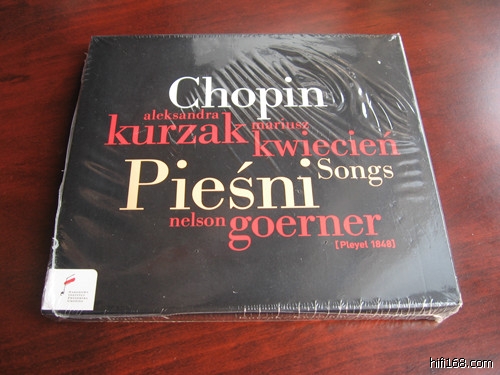 Chopin
aleksandra
kurzak mariusz
kwiecień
Pieśni Songs
nelson goerner
[Pleyel 1848]
hifi168.com